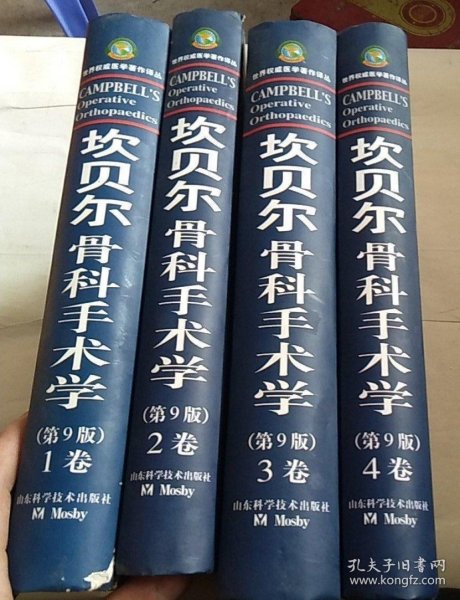 世界权威医学著作译丛
CAMPBELL'S
Operative
Orthopaedics
坎贝尔
骨科手术学
(第9版)
1卷
山东科学技术出版社
M Mosby
世界权威医学著作译丛
CAMPBELL'S
Operative
Orthopaedics
坎贝尔
骨科手术学
(第9版)
2卷
山东科学技术出版社
M Mosby
世界权威医学著作译丛
CAMPBELL'S
Operative
Orthopaedics
坎贝尔
骨科手术学
(第9版)
3卷
山东科学技术出版社
M Mosby
世界权威医学著作译丛
CAMPBELL'S
Operative
Orthopaedics
坎贝尔
骨科手术学
(第9版)
4卷
山东科学技术出版社
M Mosby
孔夫子旧书网
www.kongfz.com